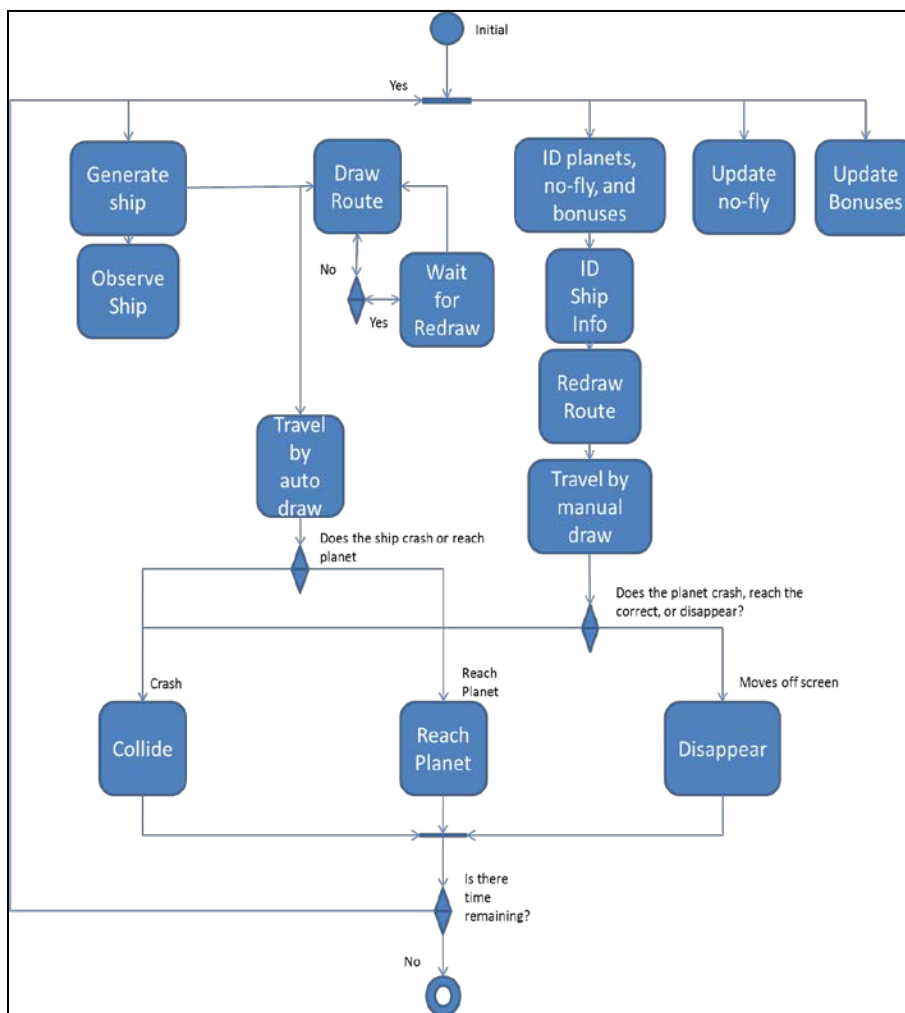 Initial
Yes
Generate
ship
Draw
Route
ID planets,
no-fly, and
bonuses
Update
no-fly
Update
Bonuses
Observe
Ship
No
Yes
Wait
for
Redraw
ID
Ship
Info
Redraw
Route
Travel
by
auto
draw
Travel by
manual
draw
Does the ship crash or reach
planet
Does the planet crash, reach the
correct, or disappear?
Crash
Reach
Planet
Moves off screen
Collide
Reach
Planet
Disappear
Is there
time
remaining?
No